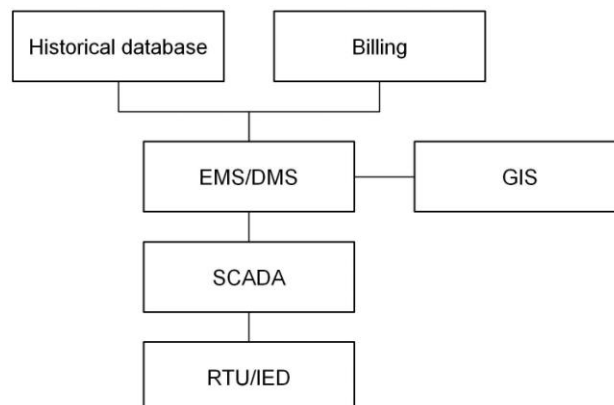 Historical database
Billing
EMS/DMS
GIS
SCADA
RTU/IED